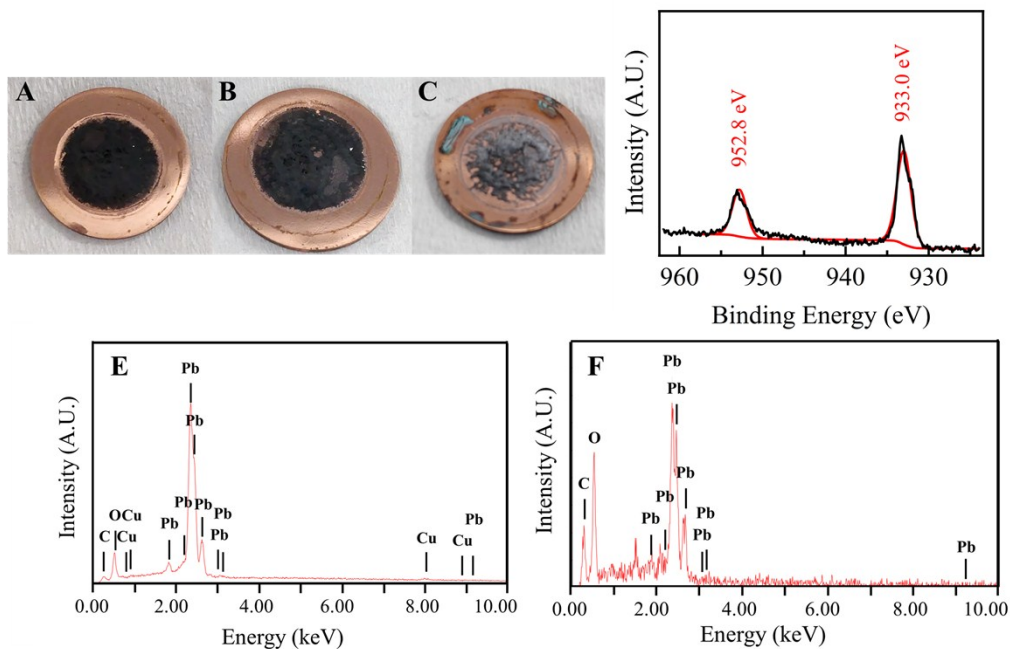 A
B
C
Intensity (A.U.)
952.8 eV
933.0 eV
960
950
940
930
Binding Energy (eV)
E
Intensity (A.U.)
C
OCu
Cu
Pb
Pb
Pb
Pb
Pb
Pb
Pb
Cu
Pb
Cu
0.00
2.00
4.00
6.00
8.00
10.00
Energy (keV)
F
Intensity (A.U.)
C
O
Pb
Pb
Pb
Pb
Pb
Pb
Pb
Pb
0.00
2.00
4.00
6.00
8.00
10.00
Energy (keV)